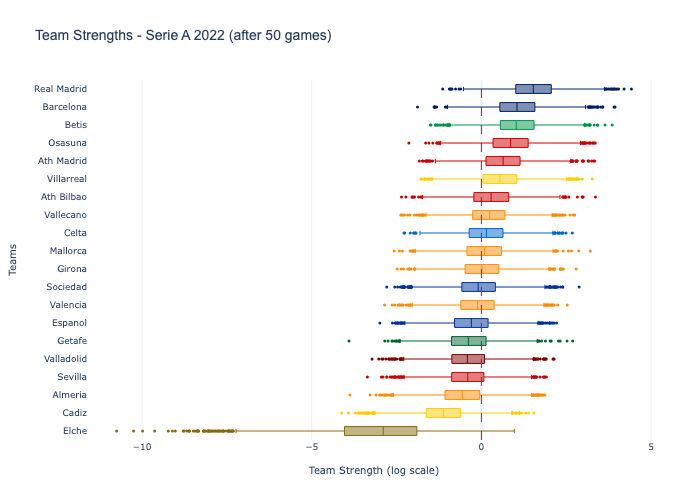 Team Strengths - Serie A 2022 (after 50 games)
Real Madrid
Barcelona
Betis
Osasuna
Ath Madrid
Villarreal
Ath Bilbao
Vallecano
Celta
Mallorca
Girona
Sociedad
Valencia
Espanol
Getafe
Valladolid
Sevilla
Almeria
Cadiz
Elche
Teams
−10
−5
0
5
Team Strength (log scale)